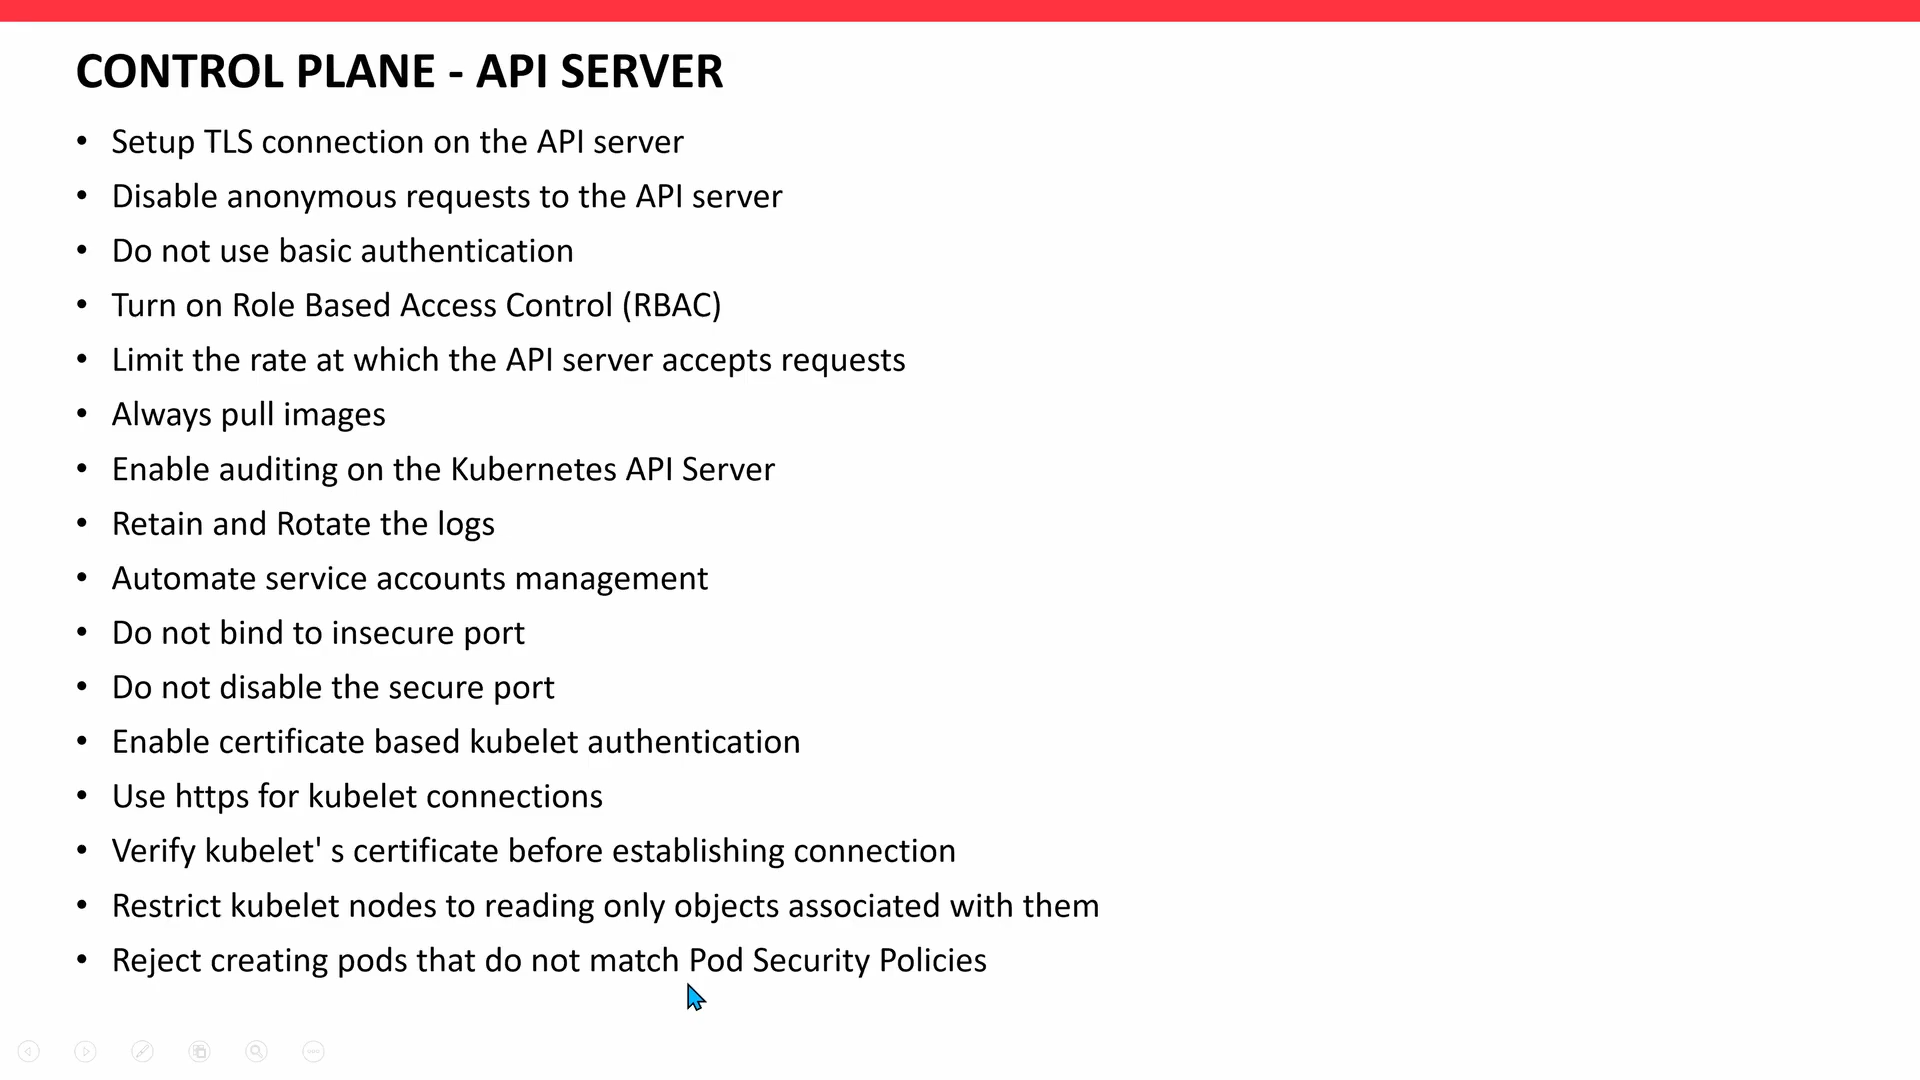 CONTROL PLANE - API SERVER
• Setup TLS connection on the API server
• Disable anonymous requests to the API server
• Do not use basic authentication
• Turn on Role Based Access Control (RBAC)
• Limit the rate at which the API server accepts requests
• Always pull images
• Enable auditing on the Kubernetes API Server
• Retain and Rotate the logs
• Automate service accounts management
• Do not bind to insecure port
• Do not disable the secure port
• Enable certificate based kubelet authentication
• Use https for kubelet connections
• Verify kubelet' s certificate before establishing connection
• Restrict kubelet nodes to reading only objects associated with them
• Reject creating pods that do not match Pod Security Policies